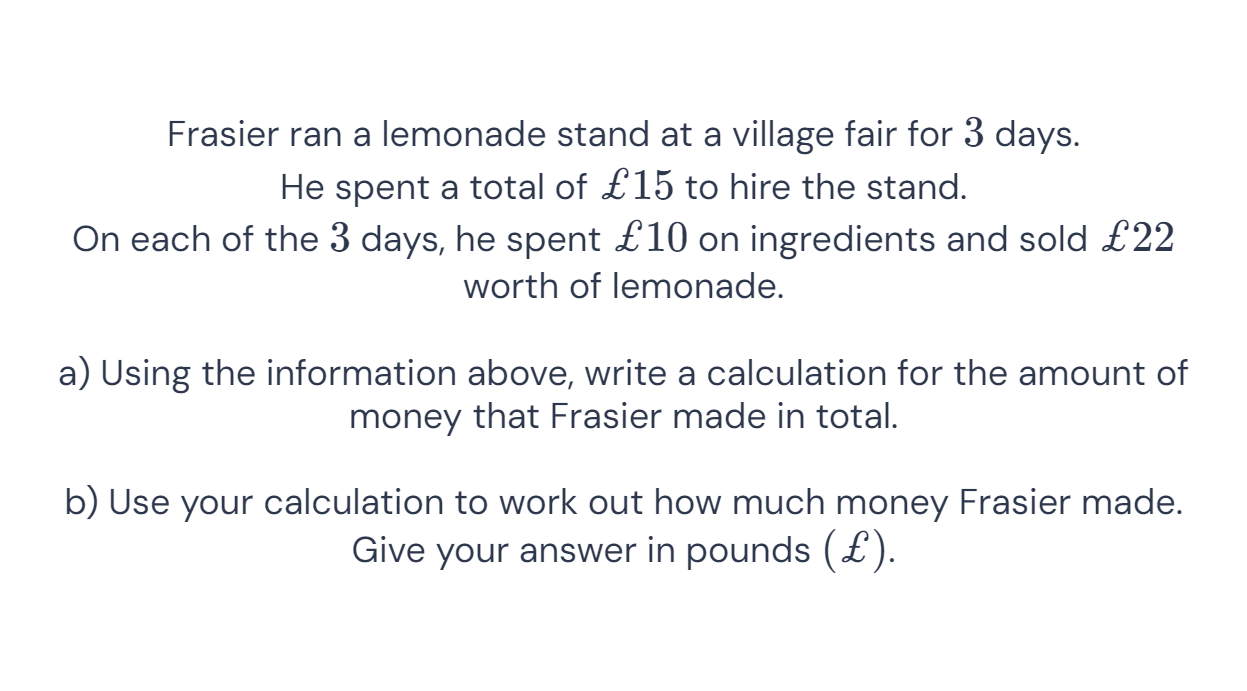 Frasier ran a lemonade stand at a village fair for 3 days.
He spent a total of £15 to hire the stand.
On each of the 3 days, he spent £10 on ingredients and sold £22
worth of lemonade.
a) Using the information above, write a calculation for the amount of
money that Frasier made in total.
b) Use your calculation to work out how much money Frasier made.
Give your answer in pounds (£).